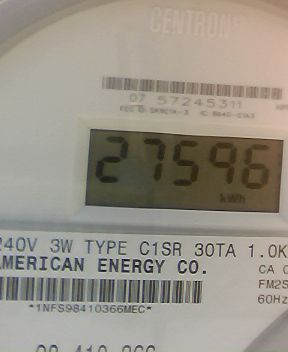 CENTRON
07 57245311
27596
kWh
240V 3W TYPE C1SR 30TA 1.0K
AMERICAN ENERGY CO.
CA 0
FM2S
60Hz
*1NFS98410366MEC*